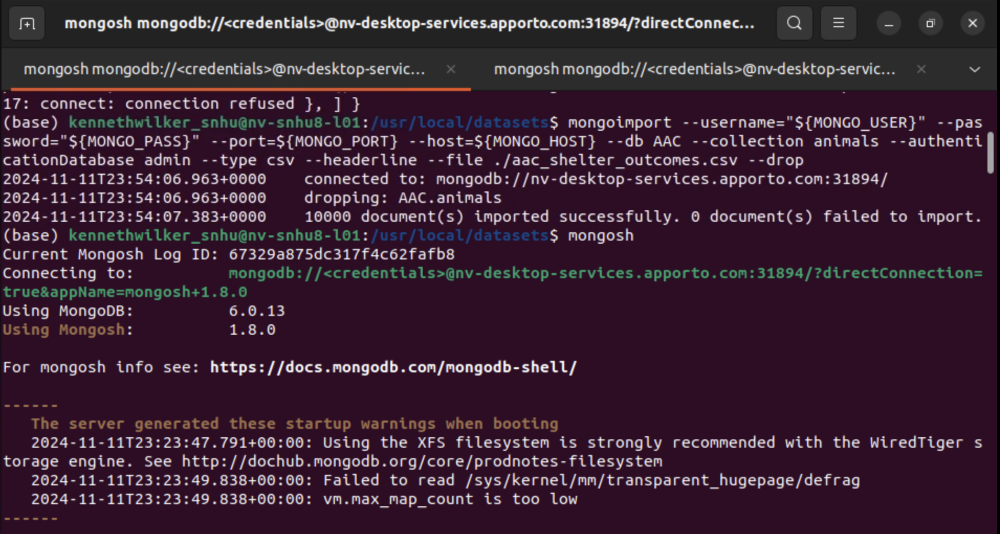 mongosh mongodb://<credentials>@nv-desktop-services.apporto.com:31894/?directConnec...
mongosh mongodb://<credentials>@nv-desktop-servic... × mongosh mongodb://<credentials>@nv-desktop-servic... ×
17: connect: connection refused }, ] }
(base) kennethwilker_snhu@nv-snhu8-l01:/usr/local/datasets$ mongoimport --username="${MONGO_USER}" --pas
sword="${MONGO_PASS}" --port=${MONGO_PORT} --host=${MONGO_HOST} --db AAC --collection animals --authenti
cationDatabase admin --type csv --headerline --file ./aac_shelter_outcomes.csv --drop
2024-11-11T23:54:06.963+0000    connected to: mongodb://nv-desktop-services.apporto.com:31894/
2024-11-11T23:54:06.963+0000    dropping: AAC.animals
2024-11-11T23:54:07.383+0000    10000 document(s) imported successfully. 0 document(s) failed to import.
(base) kennethwilker_snhu@nv-snhu8-l01:/usr/local/datasets$ mongosh
Current Mongosh Log ID: 67329a875dc317f4c62fafb8
Connecting to:          mongodb://<credentials>@nv-desktop-services.apporto.com:31894/?directConnection=
true&appName=mongosh+1.8.0
Using MongoDB:          6.0.13
Using Mongosh:          1.8.0
For mongosh info see: https://docs.mongodb.com/mongodb-shell/
------
   The server generated these startup warnings when booting
   2024-11-11T23:23:47.791+00:00: Using the XFS filesystem is strongly recommended with the WiredTiger s
torage engine. See http://dochub.mongodb.org/core/prodnotes-filesystem
   2024-11-11T23:23:49.838+00:00: Failed to read /sys/kernel/mm/transparent_hugepage/defrag
   2024-11-11T23:23:49.838+00:00: vm.max_map_count is too low
------